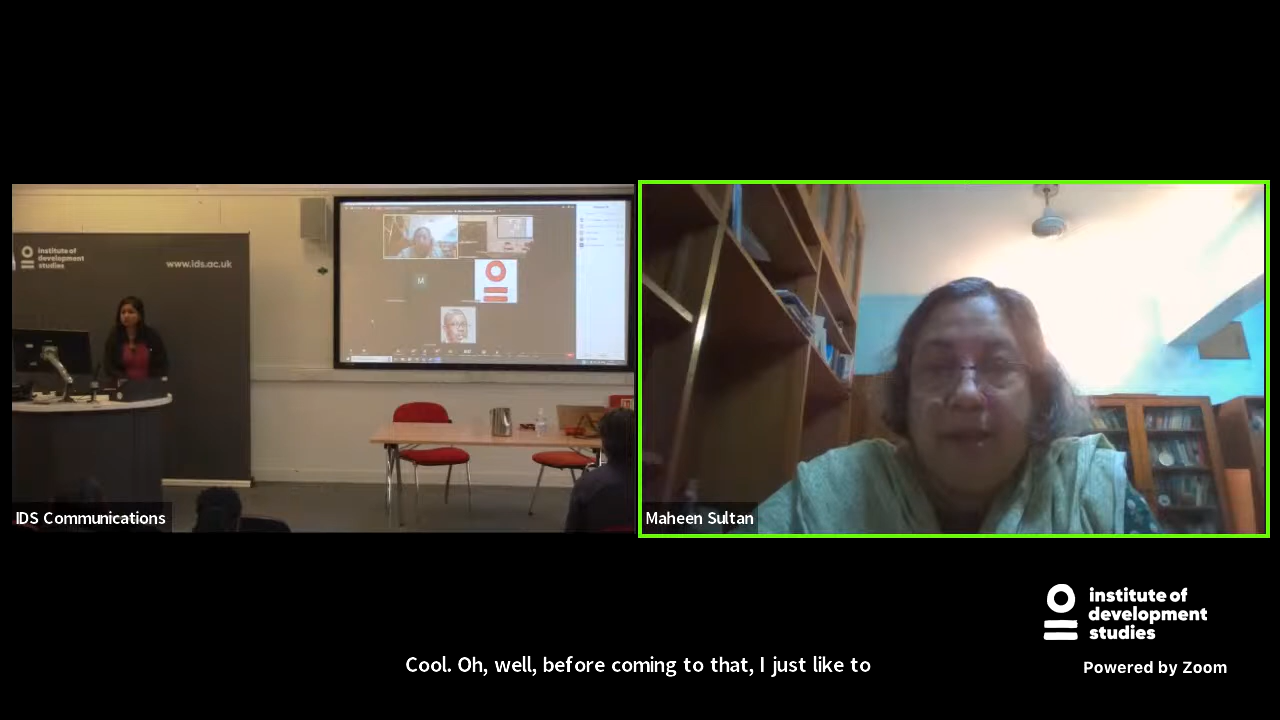 institute of
development
studies
www.ids.ac.uk
M
IDS Communications
Maheen Sultan
institute of
development
studies
Powered by Zoom
Cool. Oh, well, before coming to that, I just like to